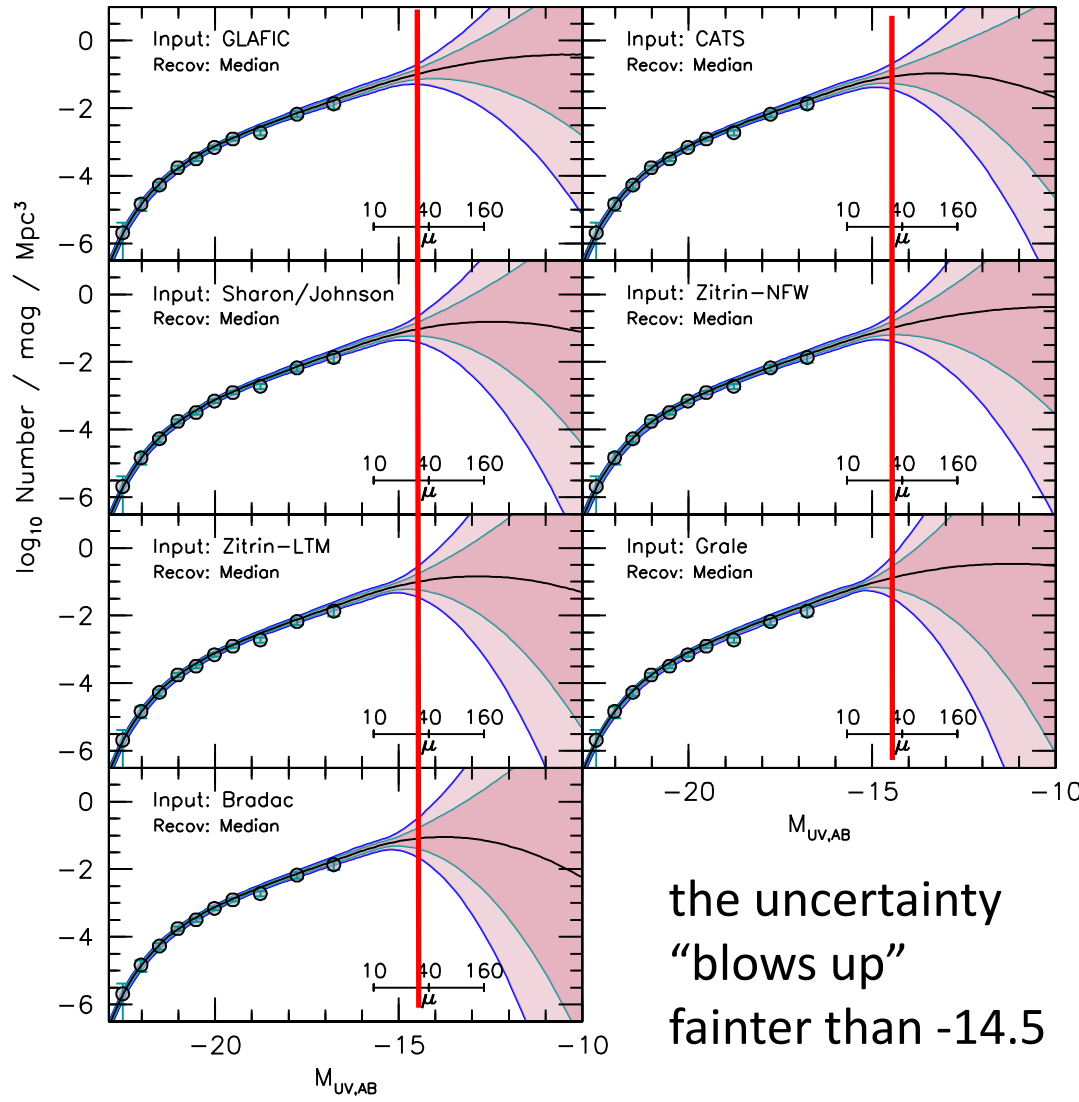 0
-2
-4
-6
Input: GLAFIC
Recov: Median
10 40 160
μ
Input: CATS
Recov: Median
10 40 160
μ
0
-2
-4
-6
Input: Sharon/Johnson
Recov: Median
10 40 160
μ
Input: Zitrin-NFW
Recov: Median
10 40 160
μ
log10 Number / mag / Mpc³
0
-2
-4
-6
Input: Zitrin-LTM
Recov: Median
10 40 160
μ
Input: Grale
Recov: Median
10 40 160
μ
-20 -15 -10
M_UV,AB
0
-2
-4
-6
Input: Bradac
Recov: Median
10 40 160
μ
-20 -15 -10
M_UV,AB
the uncertainty
“blows up”
fainter than -14.5